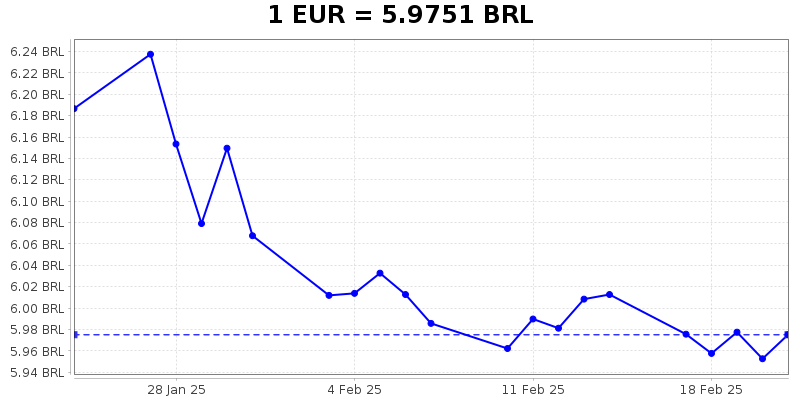 1 EUR = 5.9751 BRL
6.24 BRL
6.22 BRL
6.20 BRL
6.18 BRL
6.16 BRL
6.14 BRL
6.12 BRL
6.10 BRL
6.08 BRL
6.06 BRL
6.04 BRL
6.02 BRL
6.00 BRL
5.98 BRL
5.96 BRL
5.94 BRL
28 Jan 25
4 Feb 25
11 Feb 25
18 Feb 25